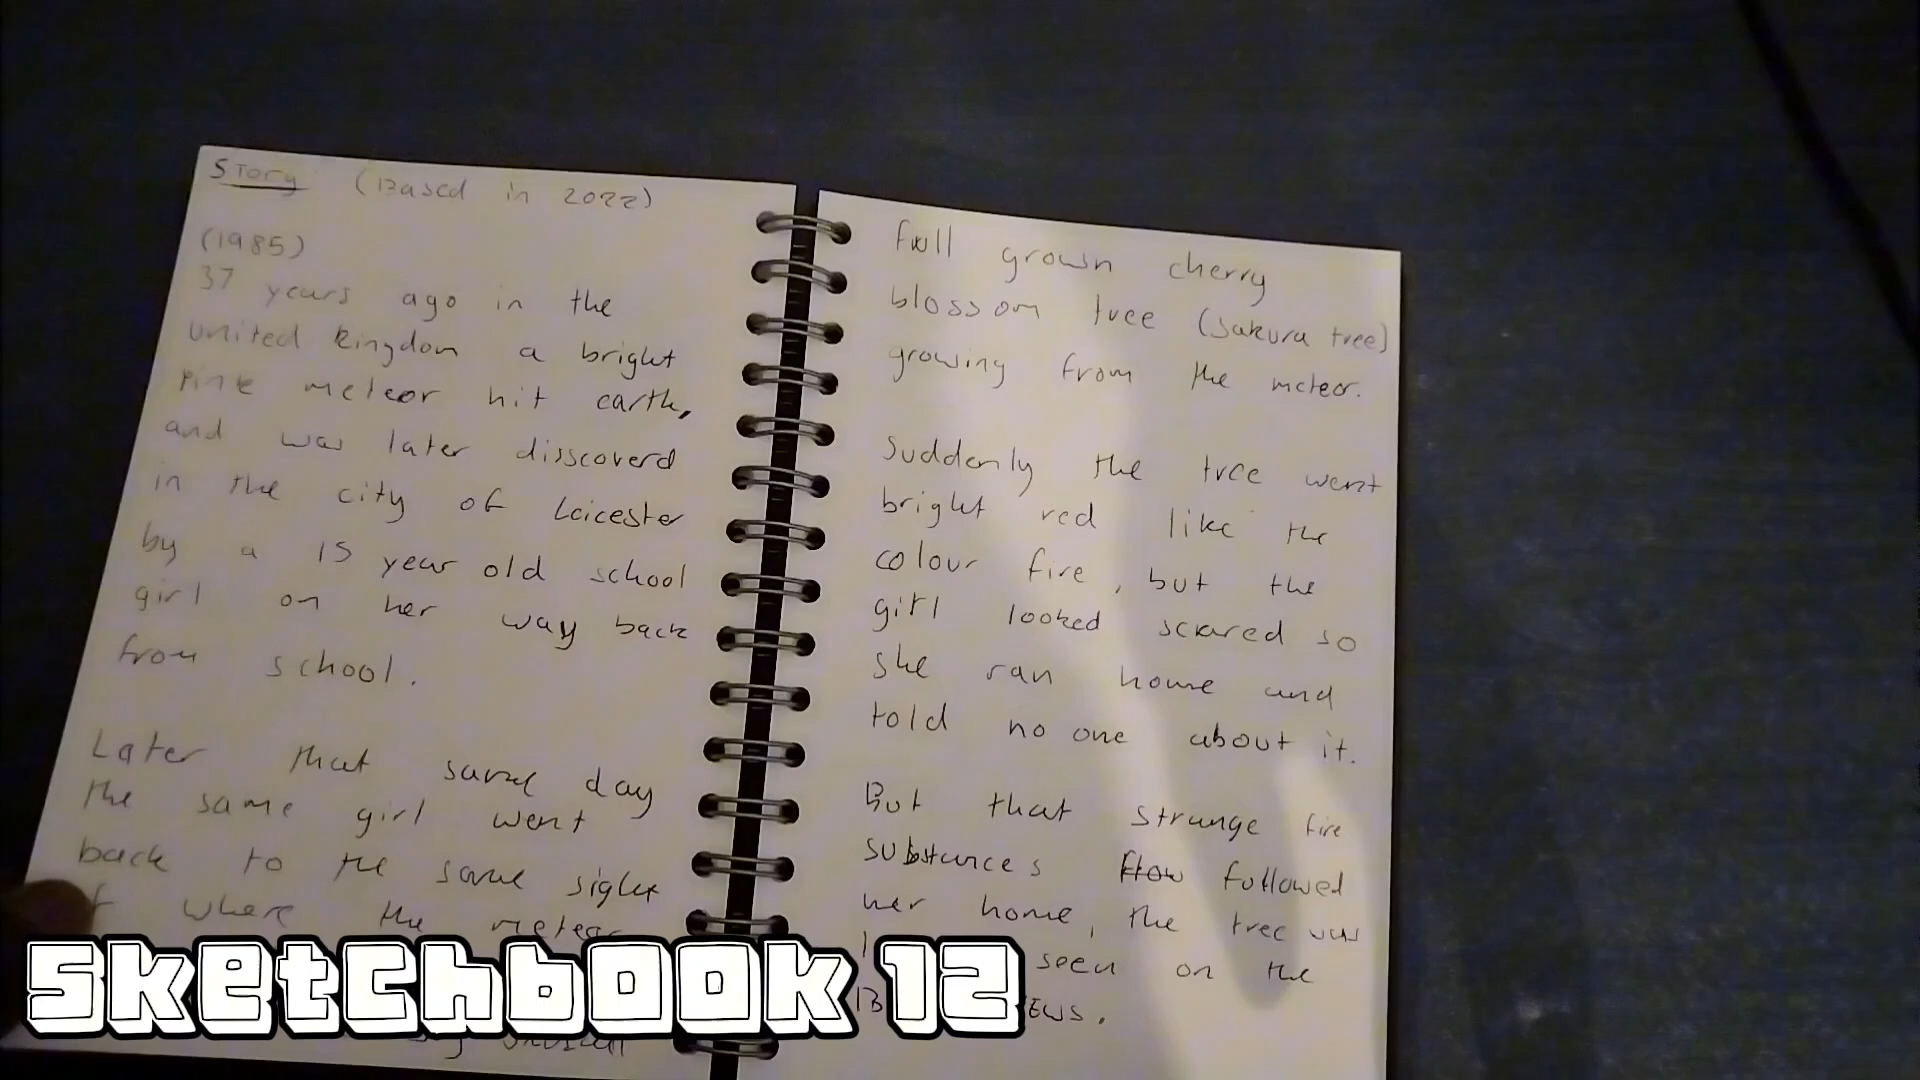 Story (Based in 2022)
(1985)
37 years ago in the
united kingdom a bright
Pink meteor hit earth,
and was later disscoverd
in the city of Leicester
by a 15 year old school
girl on her way back
from school.
Later that same day
the same girl went
back to the same sight
where the meteor
full grown cherry
blossom tree (sakura tree)
growing from the meteor.
Suddenly the tree went
bright red like the
colour fire, but the
girl looked scared so
she ran home and
told no one about it.
But that strange fire
substances followed
her home, the tree was
seen on the
Sketchbook 12